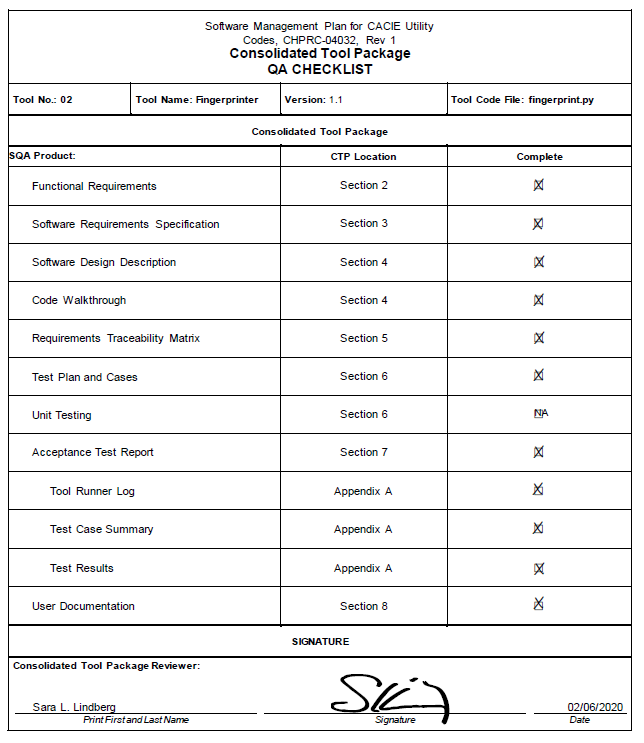 Software Management Plan for CACIE Utility
Codes, CHPRC-04032, Rev 1
Consolidated Tool Package
QA CHECKLIST
Tool No.: 02 Tool Name: Fingerprinter Version: 1.1 Tool Code File: fingerprint.py
Consolidated Tool Package
SQA Product: CTP Location Complete
Functional Requirements Section 2 X
Software Requirements Specification Section 3 X
Software Design Description Section 4 X
Code Walkthrough Section 4 X
Requirements Traceability Matrix Section 5 X
Test Plan and Cases Section 6 X
Unit Testing Section 6 NA
Acceptance Test Report Section 7 X
Tool Runner Log Appendix A X
Test Case Summary Appendix A X
Test Results Appendix A X
User Documentation Section 8 X
SIGNATURE
Consolidated Tool Package Reviewer:
Sara L. Lindberg 02/06/2020
Print First and Last Name Signature Date